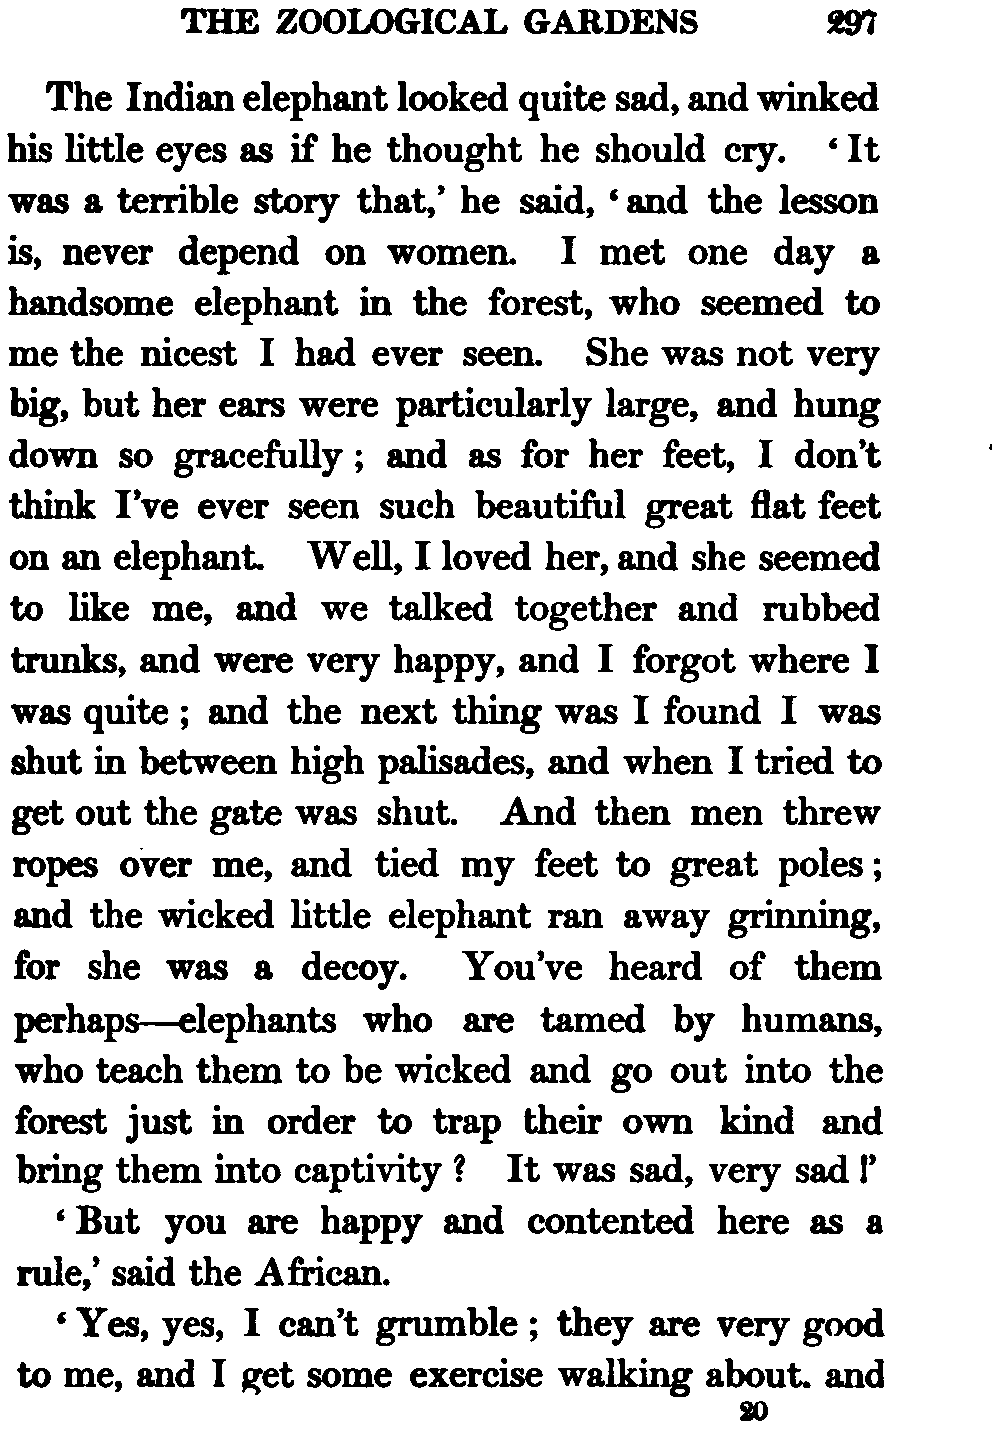 THE ZOOLOGICAL GARDENS 297
The Indian elephant looked quite sad, and winked
his little eyes as if he thought he should cry. ‘It
was a terrible story that,’ he said, ‘and the lesson
is, never depend on women. I met one day a
handsome elephant in the forest, who seemed to
me the nicest I had ever seen. She was not very
big, but her ears were particularly large, and hung
down so gracefully; and as for her feet, I don't
think I've ever seen such beautiful great flat feet
on an elephant. Well, I loved her, and she seemed
to like me, and we talked together and rubbed
trunks, and were very happy, and I forgot where I
was quite; and the next thing was I found I was
shut in between high palisades, and when I tried to
get out the gate was shut. And then men threw
ropes over me, and tied my feet to great poles;
and the wicked little elephant ran away grinning,
for she was a decoy. You've heard of them
perhaps—elephants who are tamed by humans,
who teach them to be wicked and go out into the
forest just in order to trap their own kind and
bring them into captivity? It was sad, very sad!’
‘But you are happy and contented here as a
rule,’ said the African.
‘Yes, yes, I can't grumble; they are very good
to me, and I get some exercise walking about. and
20